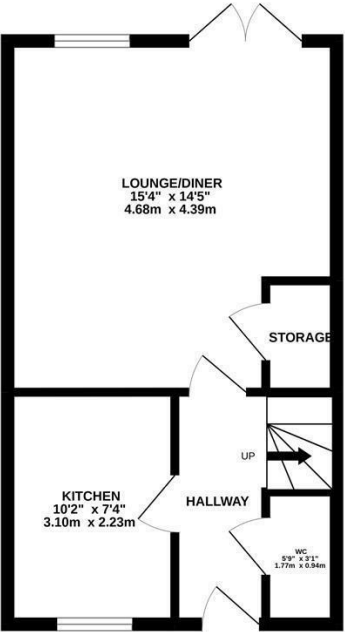 LOUNGE/DINER
15'4" x 14'5"
4.68m x 4.39m
STORAGE
UP
KITCHEN
10'2" x 7'4"
3.10m x 2.23m
HALLWAY
WC
5'9" x 3'1"
1.77m x 0.94m